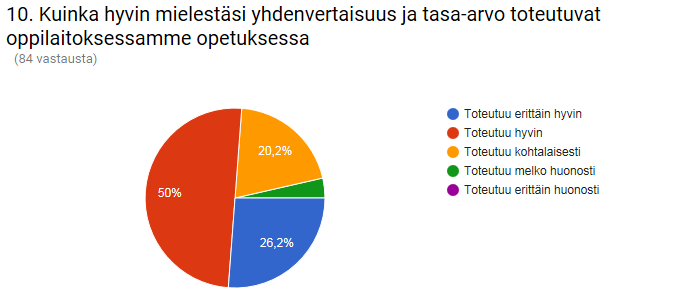 10. Kuinka hyvin mielestäsi yhdenvertaisuus ja tasa-arvo toteutuvat
oppilaitoksessamme opetuksessa
(84 vastausta)
Toteutuu erittäin hyvin
Toteutuu hyvin
Toteutuu kohtalaisesti
Toteutuu melko huonosti
Toteutuu erittäin huonosti
20,2%
50%
26,2%